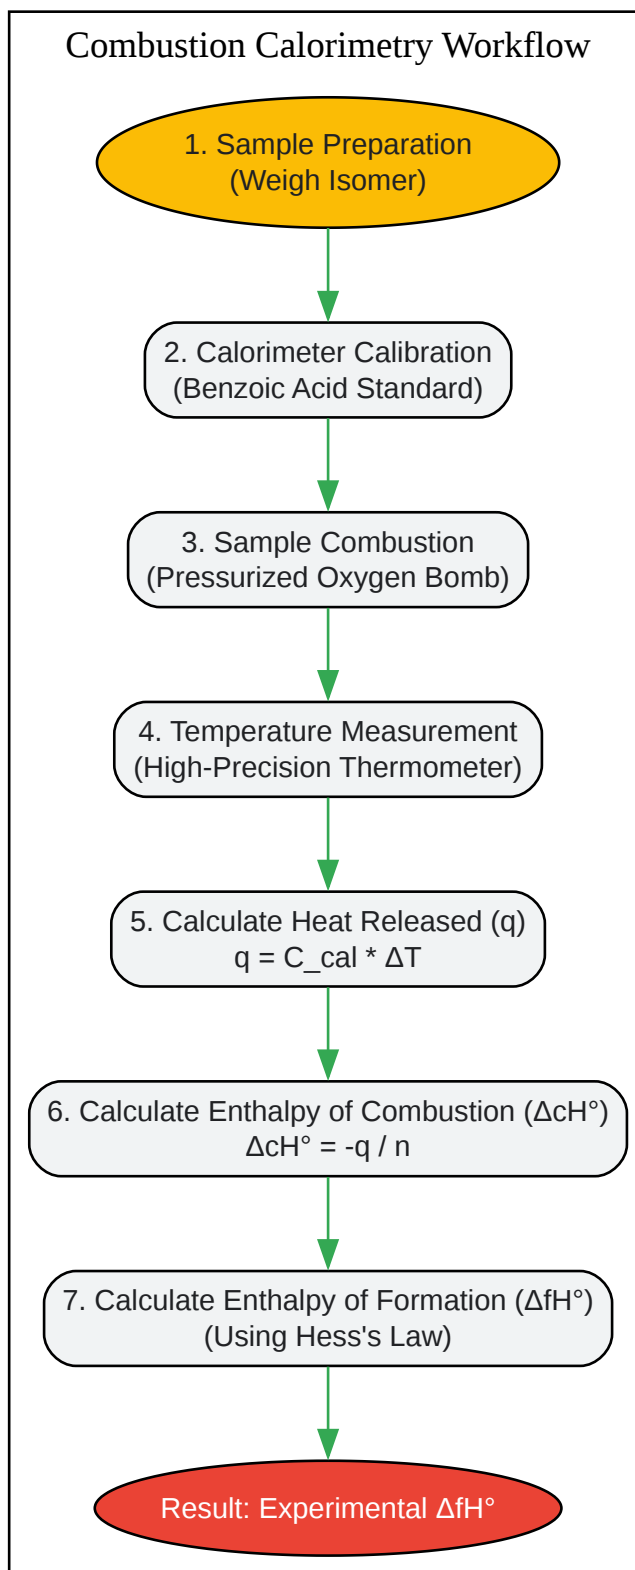 Combustion Calorimetry Workflow
1. Sample Preparation
(Weigh Isomer)
2. Calorimeter Calibration
(Benzoic Acid Standard)
3. Sample Combustion
(Pressurized Oxygen Bomb)
4. Temperature Measurement
(High-Precision Thermometer)
5. Calculate Heat Released (q)
q = C_cal * ΔT
6. Calculate Enthalpy of Combustion (ΔcH°)
ΔcH° = -q / n
7. Calculate Enthalpy of Formation (ΔfH°)
(Using Hess's Law)
Result: Experimental ΔfH°